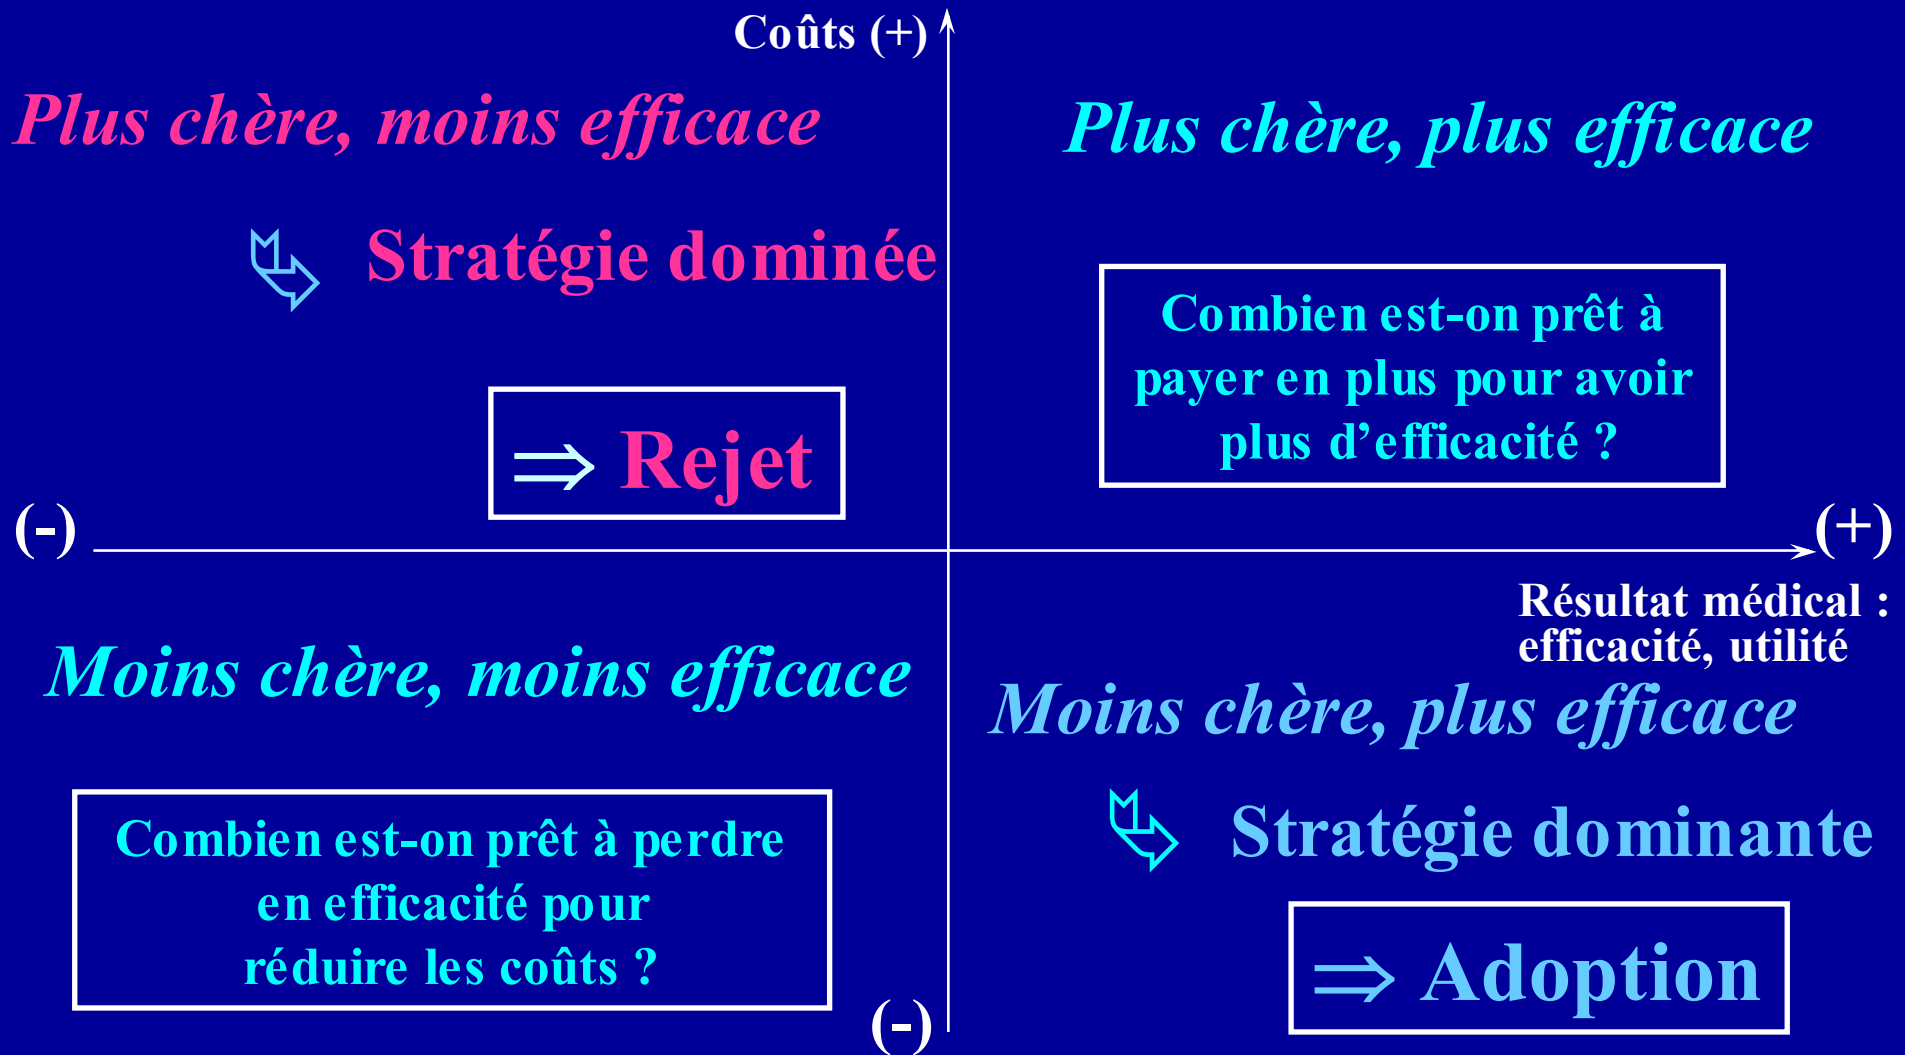 Coûts (+)
Plus chère, moins efficace
Stratégie dominée
⇒ Rejet
Plus chère, plus efficace
Combien est-on prêt à
payer en plus pour avoir
plus d’efficacité ?
(-)
(+)
Résultat médical :
efficacité, utilité
Moins chère, moins efficace
Combien est-on prêt à perdre
en efficacité pour
réduire les coûts ?
Moins chère, plus efficace
Stratégie dominante
⇒ Adoption
(-)